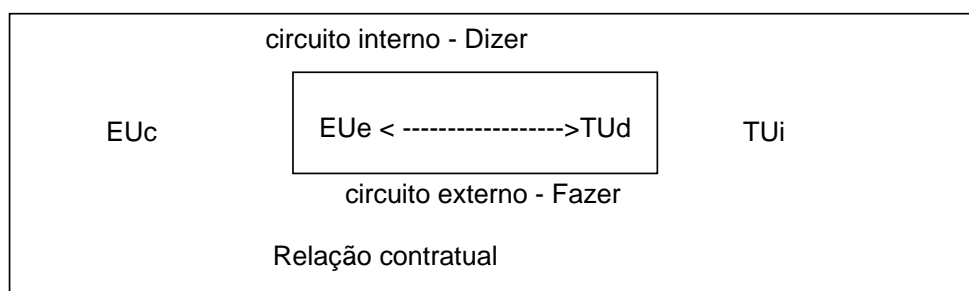 circuito interno - Dizer
EUc EUe < ------------------>TUd TUi
circuito externo - Fazer
Relação contratual